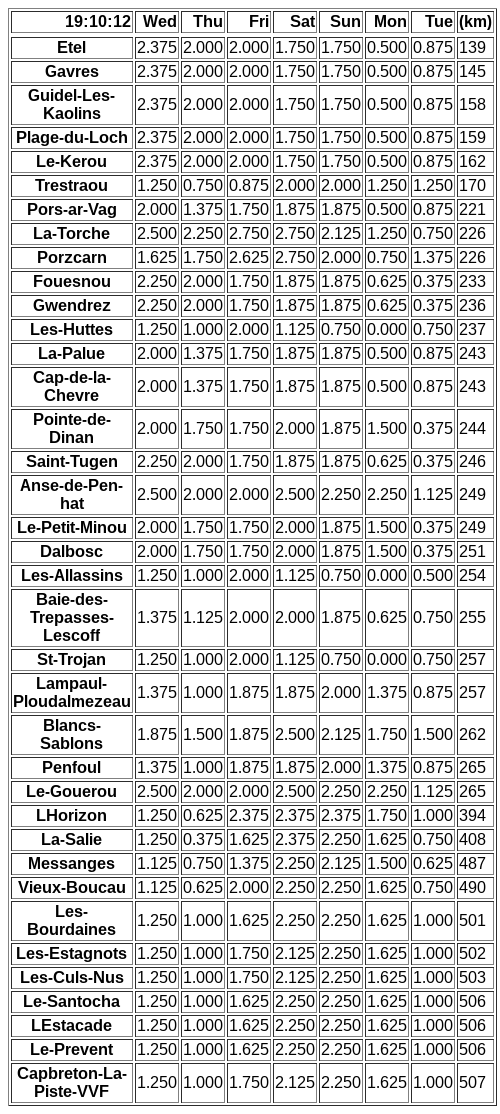 19:10:12 Wed Thu Fri Sat Sun Mon Tue (km)
Etel 2.375 2.000 2.000 1.750 1.750 0.500 0.875 139
Gavres 2.375 2.000 2.000 1.750 1.750 0.500 0.875 145
Guidel-Les-
Kaolins 2.375 2.000 2.000 1.750 1.750 0.500 0.875 158
Plage-du-Loch 2.375 2.000 2.000 1.750 1.750 0.500 0.875 159
Le-Kerou 2.375 2.000 2.000 1.750 1.750 0.500 0.875 162
Trestraou 1.250 0.750 0.875 2.000 2.000 1.250 1.250 170
Pors-ar-Vag 2.000 1.375 1.750 1.875 1.875 0.500 0.875 221
La-Torche 2.500 2.250 2.750 2.750 2.125 1.250 0.750 226
Porzcarn 1.625 1.750 2.625 2.750 2.000 0.750 1.375 226
Fouesnou 2.250 2.000 1.750 1.875 1.875 0.625 0.375 233
Gwendrez 2.250 2.000 1.750 1.875 1.875 0.625 0.375 236
Les-Huttes 1.250 1.000 2.000 1.125 0.750 0.000 0.750 237
La-Palue 2.000 1.375 1.750 1.875 1.875 0.500 0.875 243
Cap-de-la-
Chevre 2.000 1.375 1.750 1.875 1.875 0.500 0.875 243
Pointe-de-
Dinan 2.000 1.750 1.750 2.000 1.875 1.500 0.375 244
Saint-Tugen 2.250 2.000 1.750 1.875 1.875 0.625 0.375 246
Anse-de-Pen-
hat 2.500 2.000 2.000 2.500 2.250 2.250 1.125 249
Le-Petit-Minou 2.000 1.750 1.750 2.000 1.875 1.500 0.375 249
Dalbosc 2.000 1.750 1.750 2.000 1.875 1.500 0.375 251
Les-Allassins 1.250 1.000 2.000 1.125 0.750 0.000 0.500 254
Baie-des-
Trepasses-
Lescoff 1.375 1.125 2.000 2.000 1.875 0.625 0.750 255
St-Trojan 1.250 1.000 2.000 1.125 0.750 0.000 0.750 257
Lampaul-
Ploudalmezeau 1.375 1.000 1.875 1.875 2.000 1.375 0.875 257
Blancs-
Sablons 1.875 1.500 1.875 2.500 2.125 1.750 1.500 262
Penfoul 1.375 1.000 1.875 1.875 2.000 1.375 0.875 265
Le-Gouerou 2.500 2.000 2.000 2.500 2.250 2.250 1.125 265
LHorizon 1.250 0.625 2.375 2.375 2.375 1.750 1.000 394
La-Salie 1.250 0.375 1.625 2.375 2.250 1.625 0.750 408
Messanges 1.125 0.750 1.375 2.250 2.125 1.500 0.625 487
Vieux-Boucau 1.125 0.625 2.000 2.250 2.250 1.625 0.750 490
Les-
Bourdaines 1.250 1.000 1.625 2.250 2.250 1.625 1.000 501
Les-Estagnots 1.250 1.000 1.750 2.125 2.250 1.625 1.000 502
Les-Culs-Nus 1.250 1.000 1.750 2.125 2.250 1.625 1.000 503
Le-Santocha 1.250 1.000 1.625 2.250 2.250 1.625 1.000 506
LEstacade 1.250 1.000 1.625 2.250 2.250 1.625 1.000 506
Le-Prevent 1.250 1.000 1.625 2.250 2.250 1.625 1.000 506
Capbreton-La-
Piste-VVF 1.250 1.000 1.750 2.125 2.250 1.625 1.000 507